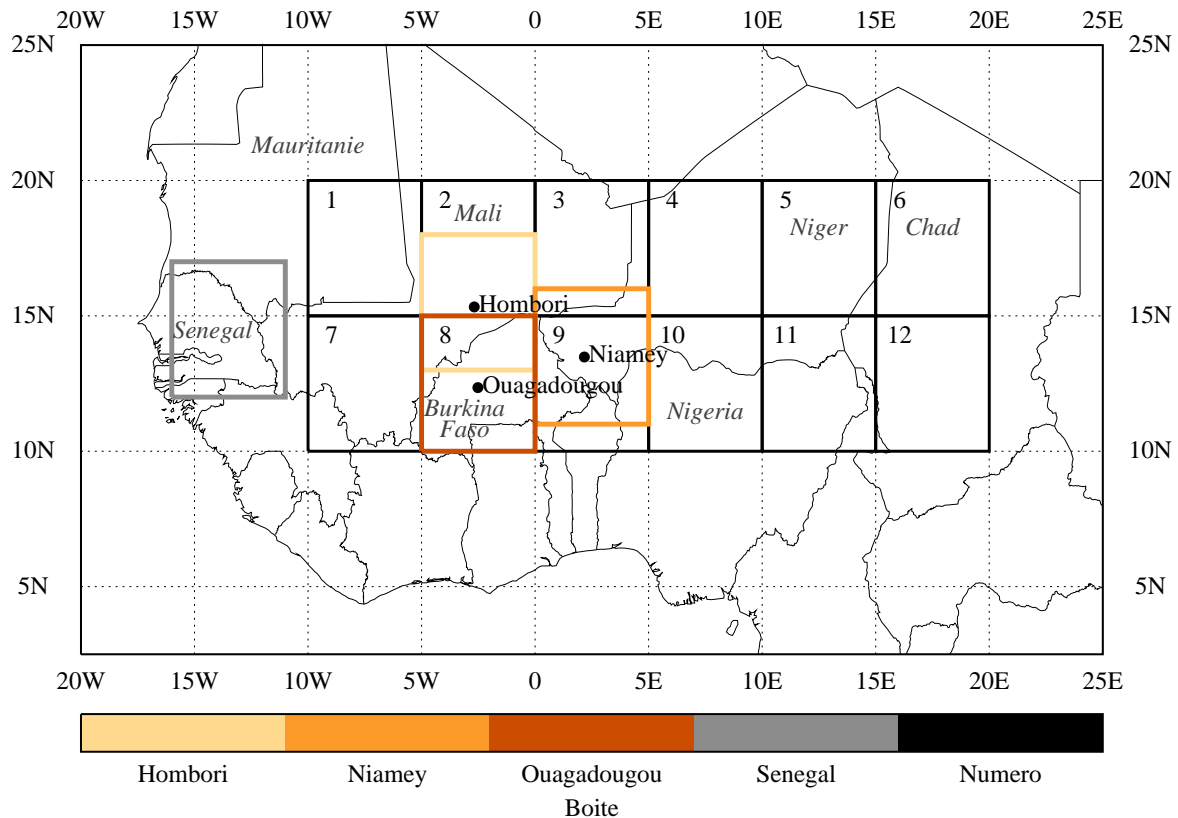 20W 15W 10W 5W 0 5E 10E 15E 20E 25E
25N 25N
Mauritanie
20N 20N
1 2 3 4 5 6
Mali Niger Chad
Hombori
15N 15N
Senegal 7 8 9 10 11 12
Niamey
Ouagadougou
Burkina Nigeria
Faso
10N 10N
5N 5N
20W 15W 10W 5W 0 5E 10E 15E 20E 25E
Hombori Niamey Ouagadougou Senegal Numero
Boite